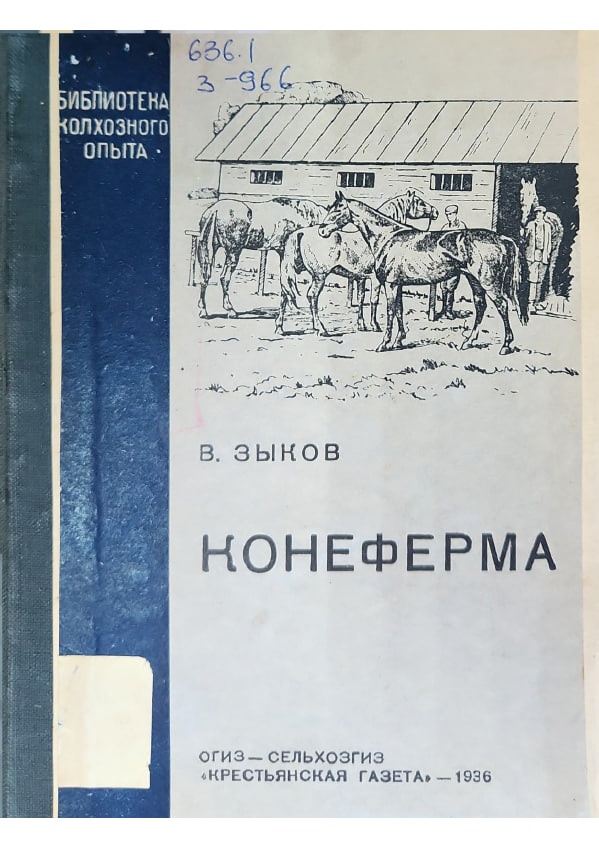 636.1
З-966
БИБЛИОТЕКА
КОЛХОЗНОГО
ОПЫТА
В. ЗЫКОВ
КОНЕФЕРМА
ОГИЗ — СЕЛЬХОЗГИЗ
«КРЕСТЬЯНСКАЯ ГАЗЕТА» — 1936